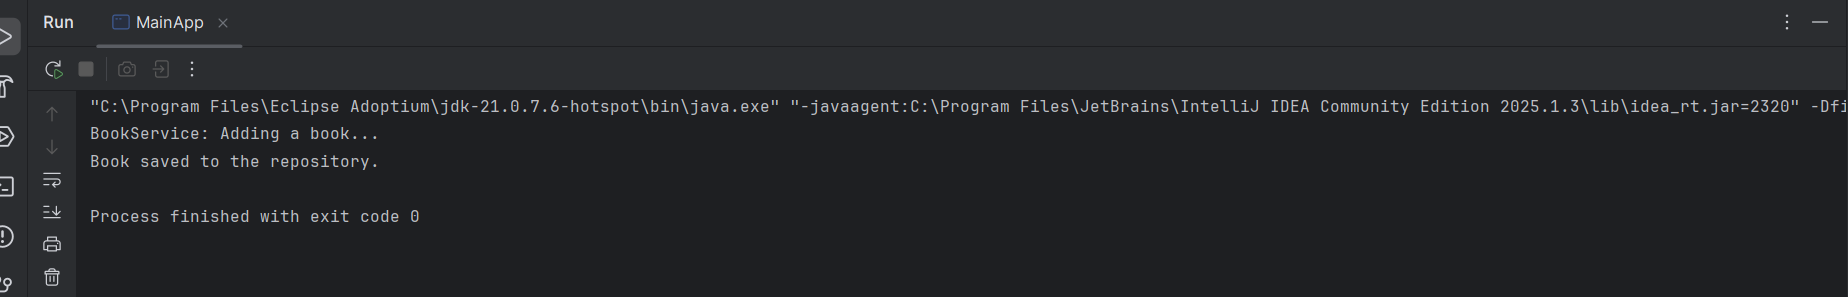 Run MainApp
"C:\Program Files\Eclipse Adoptium\jdk-21.0.7.6-hotspot\bin\java.exe" "-javaagent:C:\Program Files\JetBrains\IntelliJ IDEA Community Edition 2025.1.3\lib\idea_rt.jar=2320" -Dfi
BookService: Adding a book...
Book saved to the repository.
Process finished with exit code 0